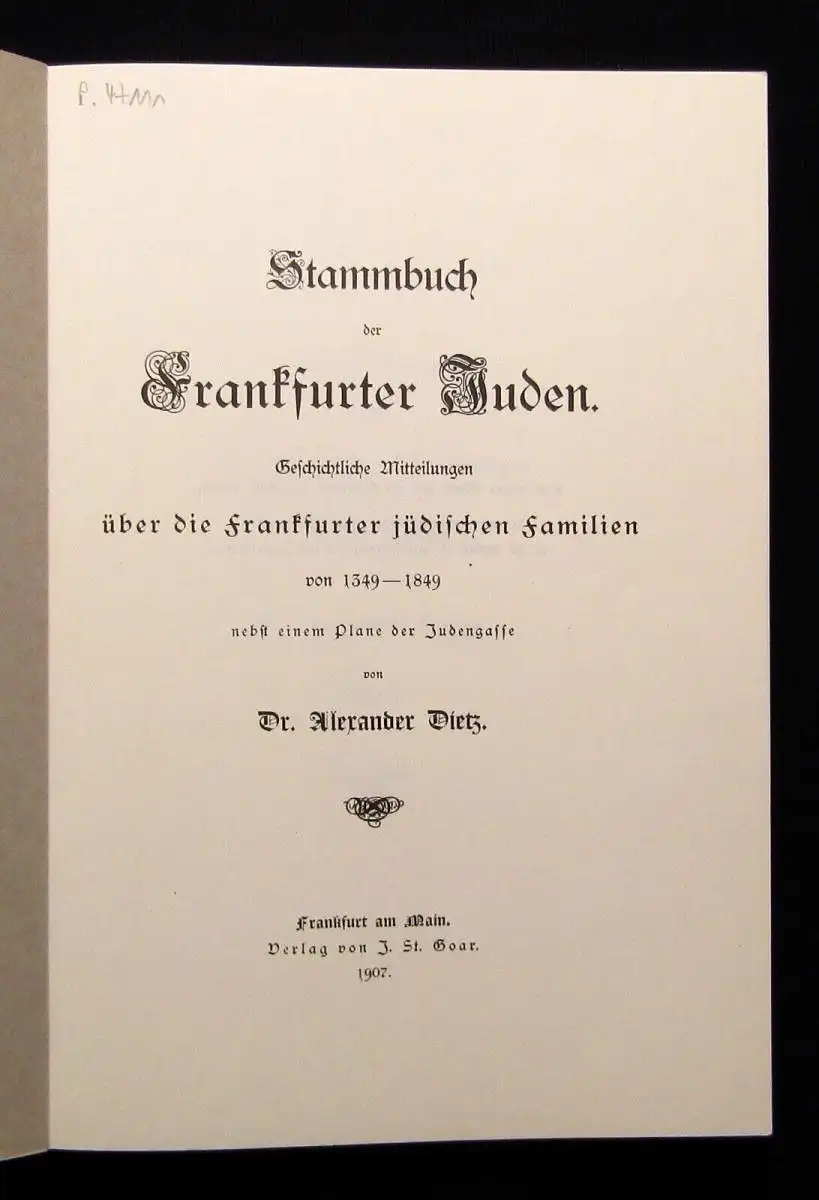 Stammbuch
der
Frankfurter Juden.
Geschichtliche Mitteilungen
über die Frankfurter jüdischen Familien
von 1349—1849
nebst einem Plane der Judengasse
von
Dr. Alexander Dietz.
Frankfurt am Main.
Verlag von J. St. Goar.
1907.